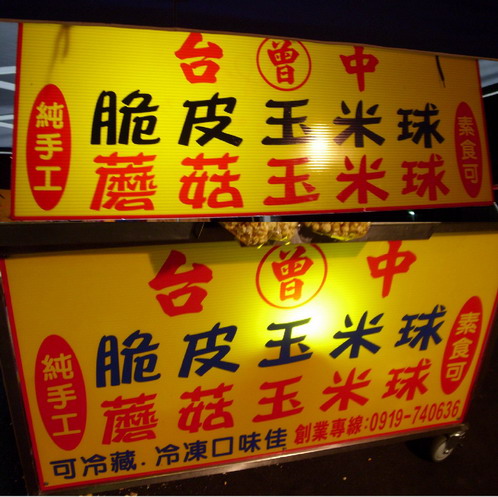 台 曾 中
純手工
脆皮玉米球
蘑菇玉米球
素食可
台 曾 中
純手工
脆皮玉米球
蘑菇玉米球
素食可
可冷藏.冷凍口味佳 創業專線:0919-740636